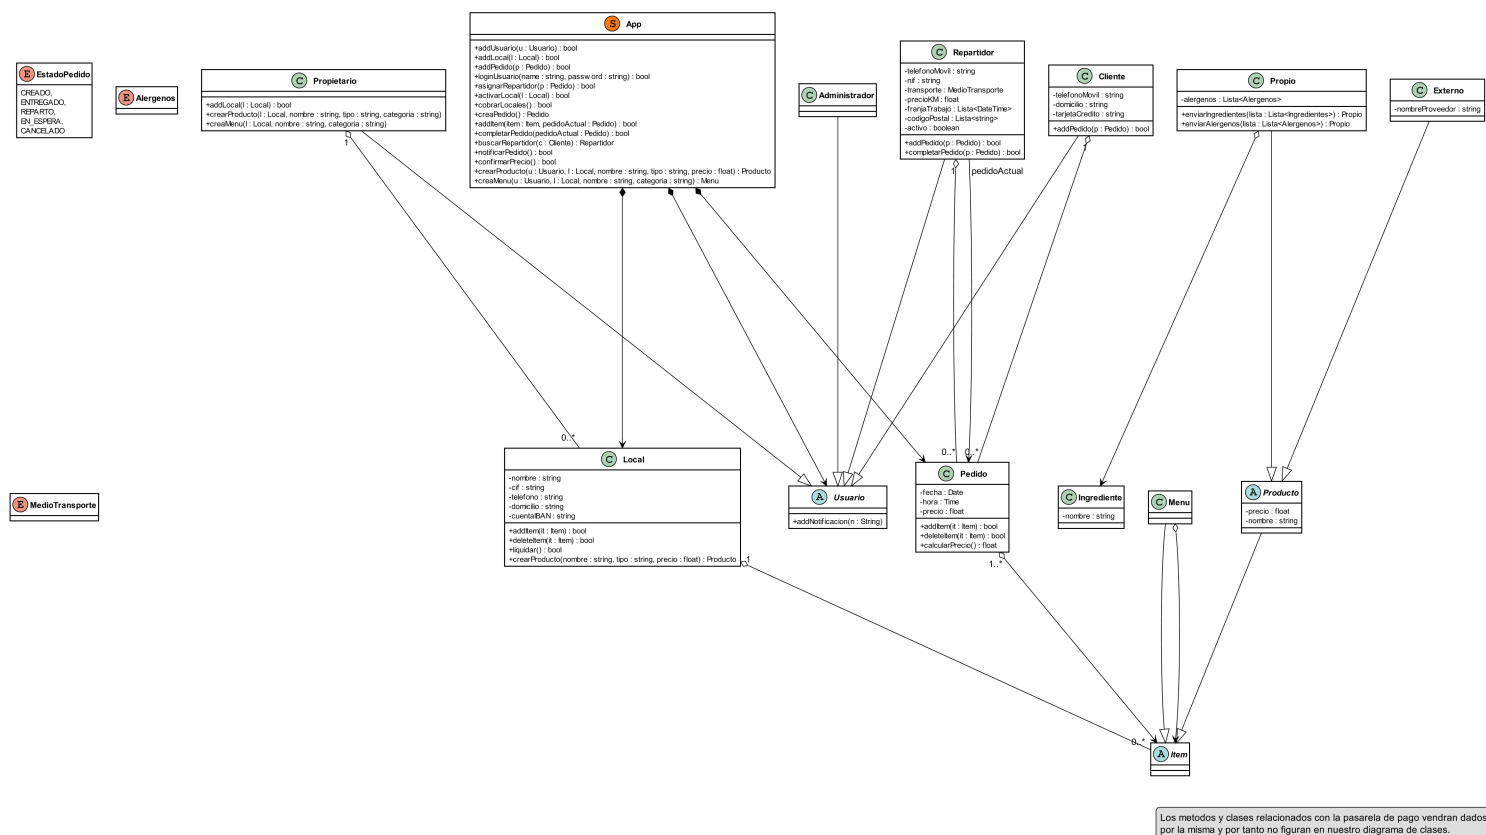 EstadoPedido
CREADO,
ENTREGADO,
REPARTO,
EN_ESPERA,
CANCELADO
Alergenos
Propietario
+addLocal(l : Local) : bool
+crearProducto(l : Local, nombre : string, tipo : string, categoria : string)
+creaMenu(l : Local, nombre : string, categoria : string)
App
+addUsuario(u : Usuario) : bool
+addLocal(l : Local) : bool
+addPedido(p : Pedido) : bool
+loginUsuario(name : string, password : string) : bool
+asignarRepartidor(p : Pedido) : bool
+activarLocal(l : Local) : bool
+cobrarLocales() : bool
+creaPedido() : Pedido
+addItem(item : Item, pedidoActual : Pedido) : bool
+completarPedido(pedidoActual : Pedido) : bool
+buscarRepartidor(c : Cliente) : Repartidor
+notificarPedido() : bool
+confirmarPrecio() : bool
+crearProducto(u : Usuario, l : Local, nombre : string, tipo : string, precio : float) : Producto
+creaMenu(u : Usuario, l : Local, nombre : string, categoria : string) : Menu
Administrador
Repartidor
-telefonoMovil : string
-nif : string
-transporte : MedioTransporte
-precioKM : float
-franjaTrabajo : Lista<DateTime>
-codigoPostal : Lista<string>
-activo : boolean
+addPedido(p : Pedido) : bool
+completarPedido(p : Pedido) : bool
Cliente
-telefonoMovil : string
-domicilio : string
-tarjetaCredito : string
+addPedido(p : Pedido) : bool
Propio
-alergenos : Lista<Alergenos>
+enviarIngredientes(lista : Lista<Ingredientes>) : Propio
+enviarAlergenos(lista : Lista<Alergenos>) : Propio
Externo
-nombreProveedor : string
1
1
pedidoActual
1
0..*
0..*
0..*
MedioTransporte
Local
-nombre : string
-cif : string
-telefono : string
-domicilio : string
-cuentaIBAN : string
+addItem(it : Item) : bool
+deleteItem(it : Item) : bool
+liquidar() : bool
+crearProducto(nombre : string, tipo : string, precio : float) : Producto
Usuario
+addNotificacion(n : String)
Pedido
-fecha : Date
-hora : Time
-precio : float
+addItem(it : Item) : bool
+deleteItem(it : Item) : bool
+calcularPrecio() : float
Ingrediente
-nombre : string
Menu
Producto
-precio : float
-nombre : string
1
1..*
0..*
Item
Los metodos y clases relacionados con la pasarela de pago vendran dados
por la misma y por tanto no figuran en nuestro diagrama de clases.